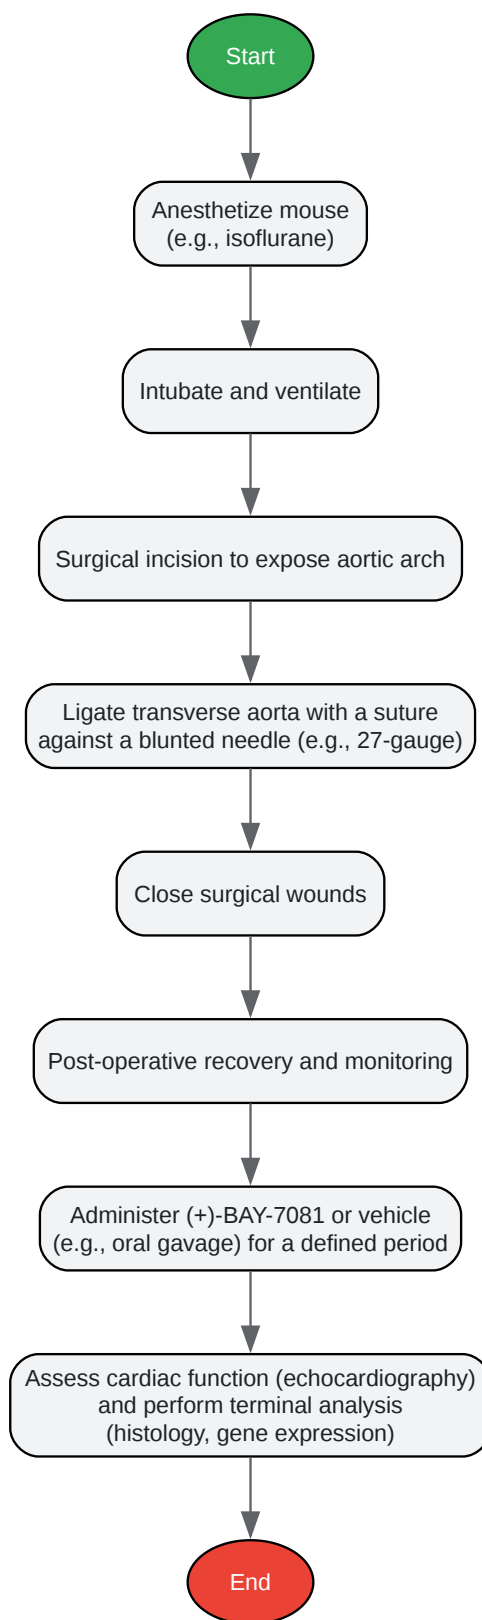 Start
Anesthetize mouse
(e.g., isoflurane)
Intubate and ventilate
Surgical incision to expose aortic arch
Ligate transverse aorta with a suture
against a blunted needle (e.g., 27-gauge)
Close surgical wounds
Post-operative recovery and monitoring
Administer (+)-BAY-7081 or vehicle
(e.g., oral gavage) for a defined period
Assess cardiac function (echocardiography)
and perform terminal analysis
(histology, gene expression)
End